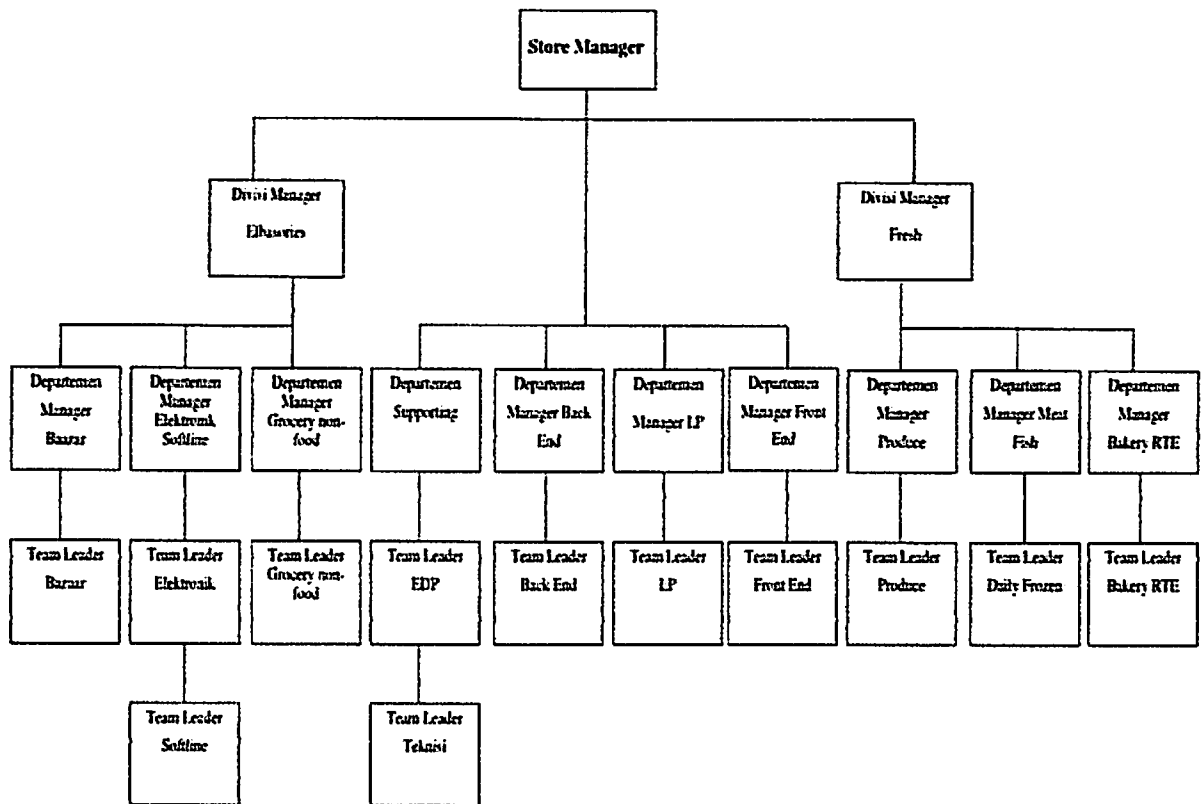 Store Manager
Divisi Manager
Divisi Manager
Fresh
Departemen
Manager
Bazaar
Departemen
Manager
Elektronik
Softline
Departemen
Manager
Grocery non-
food
Departemen
Supporting
Departemen
Manager Back
End
Departemen
Manager LP
Departemen
Manager Front
End
Departemen
Manager
Produce
Departemen
Manager Meat
Fish
Departemen
Manager
Bakery RTE
Team Leader
Bazaar
Team Leader
Elektronik
Team Leader
Grocery non-
food
Team Leader
EDP
Team Leader
Back End
Team Leader
LP
Team Leader
Front End
Team Leader
Produce
Team Leader
Daily Frozen
Team Leader
Bakery RTE
Team Leader
Softline
Team Leader
Teknisi